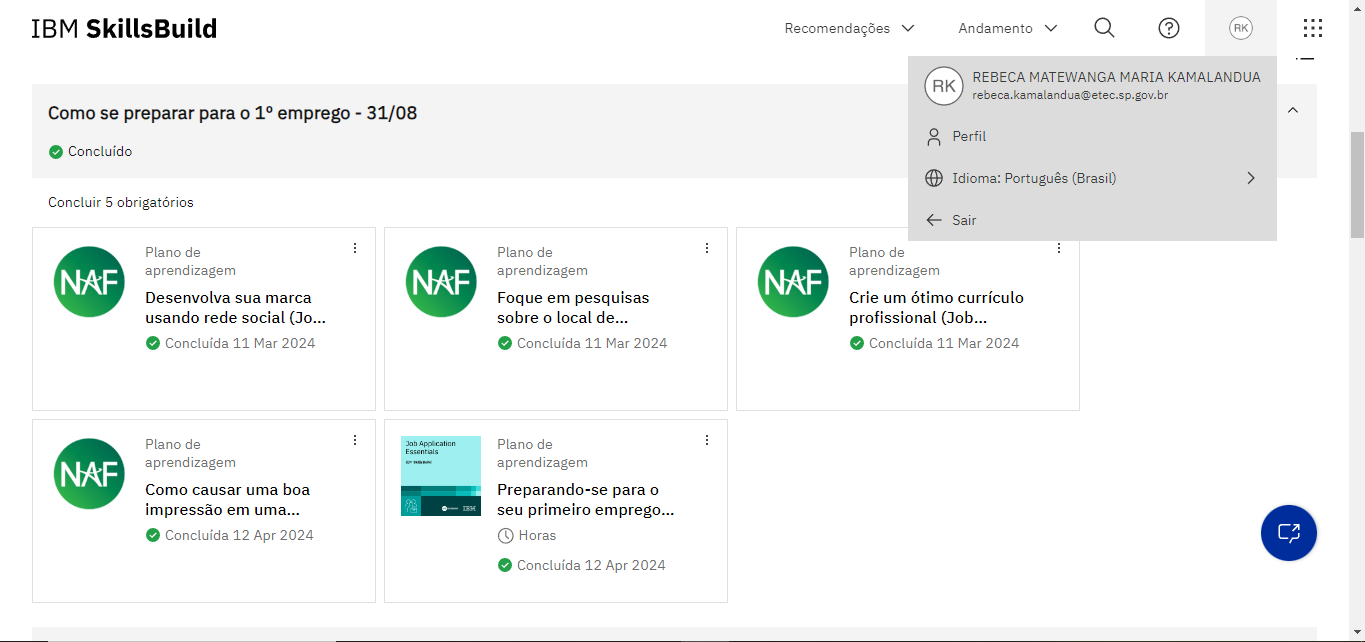 IBM SkillsBuild
Recomendações
Andamento
RK
RK
REBECA MATEWANGA MARIA KAMALANDUA
rebeca.kamalandua@etec.sp.gov.br
Perfil
Idioma: Português (Brasil)
Sair
Como se preparar para o 1º emprego - 31/08
Concluído
Concluir 5 obrigatórios
NAF
Plano de
aprendizagem
Desenvolva sua marca
usando rede social (Jo...
Concluída 11 Mar 2024
NAF
Plano de
aprendizagem
Foque em pesquisas
sobre o local de...
Concluída 11 Mar 2024
NAF
Plano de
aprendizagem
Crie um ótimo currículo
profissional (Job...
Concluída 11 Mar 2024
NAF
Plano de
aprendizagem
Como causar uma boa
impressão em uma...
Concluída 12 Apr 2024
Job Application
Essentials
IBM SkillsBuild
IBM
Plano de
aprendizagem
Preparando-se para o
seu primeiro emprego...
Horas
Concluída 12 Apr 2024